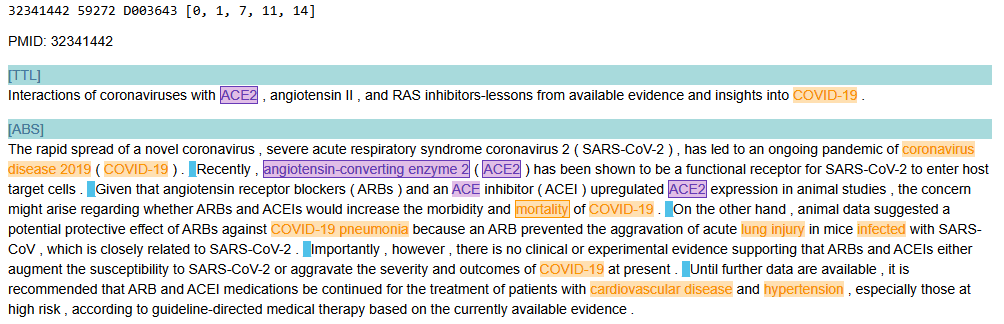 32341442 59272 D003643 [0, 1, 7, 11, 14]
PMID: 32341442
[TTL]
Interactions of coronaviruses with ACE2 , angiotensin II , and RAS inhibitors-lessons from available evidence and insights into COVID-19 .
[ABS]
The rapid spread of a novel coronavirus , severe acute respiratory syndrome coronavirus 2 ( SARS-CoV-2 ) , has led to an ongoing pandemic of coronavirus
disease 2019 ( COVID-19 ) . Recently , angiotensin-converting enzyme 2 ( ACE2 ) has been shown to be a functional receptor for SARS-CoV-2 to enter host
target cells . Given that angiotensin receptor blockers ( ARBs ) and an ACE inhibitor ( ACEI ) upregulated ACE2 expression in animal studies , the concern
might arise regarding whether ARBs and ACEIs would increase the morbidity and mortality of COVID-19 . On the other hand , animal data suggested a
potential protective effect of ARBs against COVID-19 pneumonia because an ARB prevented the aggravation of acute lung injury in mice infected with SARS-
CoV , which is closely related to SARS-CoV-2 . Importantly , however , there is no clinical or experimental evidence supporting that ARBs and ACEIs either
augment the susceptibility to SARS-CoV-2 or aggravate the severity and outcomes of COVID-19 at present . Until further data are available , it is
recommended that ARB and ACEI medications be continued for the treatment of patients with cardiovascular disease and hypertension , especially those at
high risk , according to guideline-directed medical therapy based on the currently available evidence .